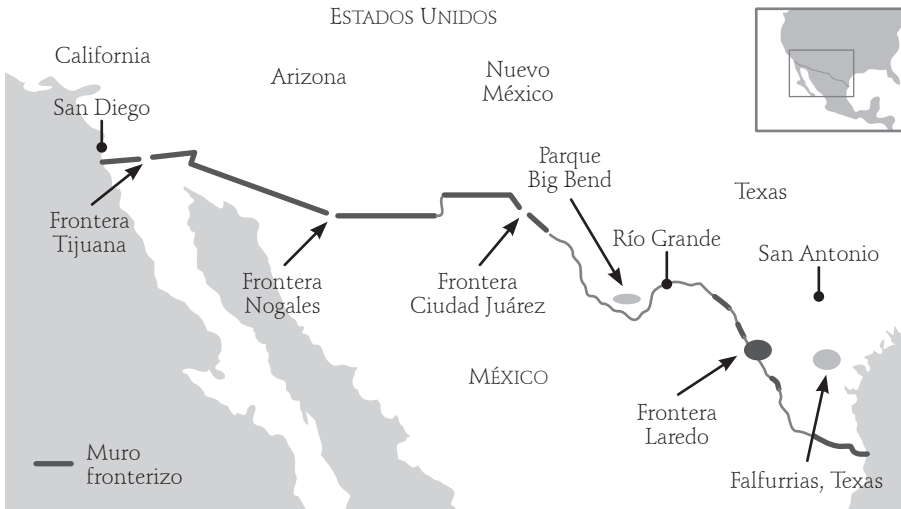 ESTADOS UNIDOS
California
Arizona
Nuevo
México
San Diego
Parque
Big Bend
Texas
Frontera
Tijuana
Río Grande
San Antonio
Frontera
Nogales
Frontera
Ciudad Juárez
MÉXICO
Frontera
Laredo
Muro
fronterizo
Falfurrias, Texas